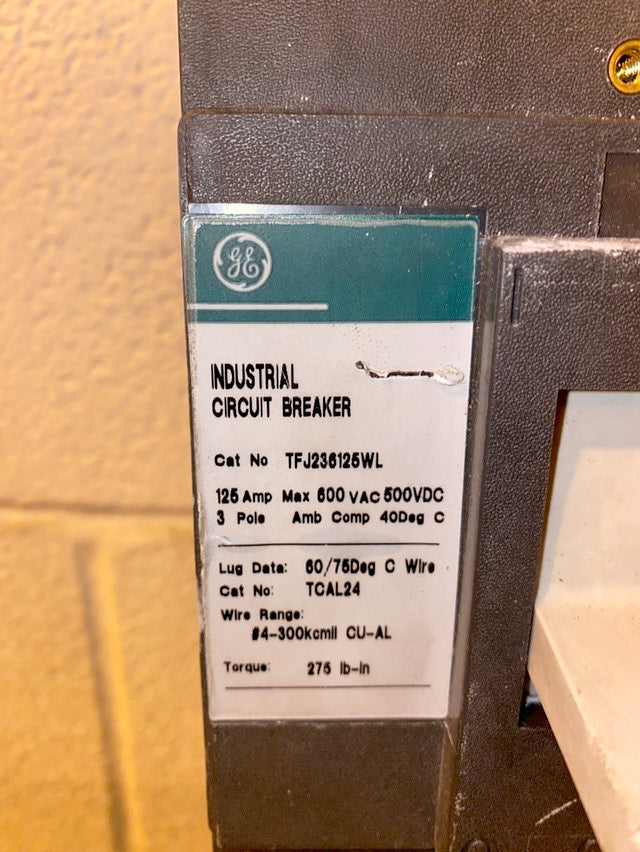 GE
INDUSTRIAL
CIRCUIT BREAKER
Cat No TFJ236125WL
125 Amp Max 600 VAC 500VDC
3 Pole Amb Comp 40Deg C
Lug Data: 60/75Deg C Wire
Cat No: TCAL24
Wire Range:
#4-300kcmil CU-AL
Torque: 275 lb-in